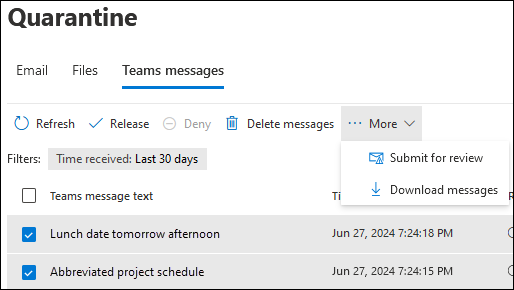 Quarantine
Email Files Teams messages
Refresh Release Deny Delete messages ··· More
Submit for review
Download messages
Filters: Time received: Last 30 days
Teams message text
Lunch date tomorrow afternoon Jun 27, 2024 7:24:18 PM
Abbreviated project schedule Jun 27, 2024 7:24:15 PM